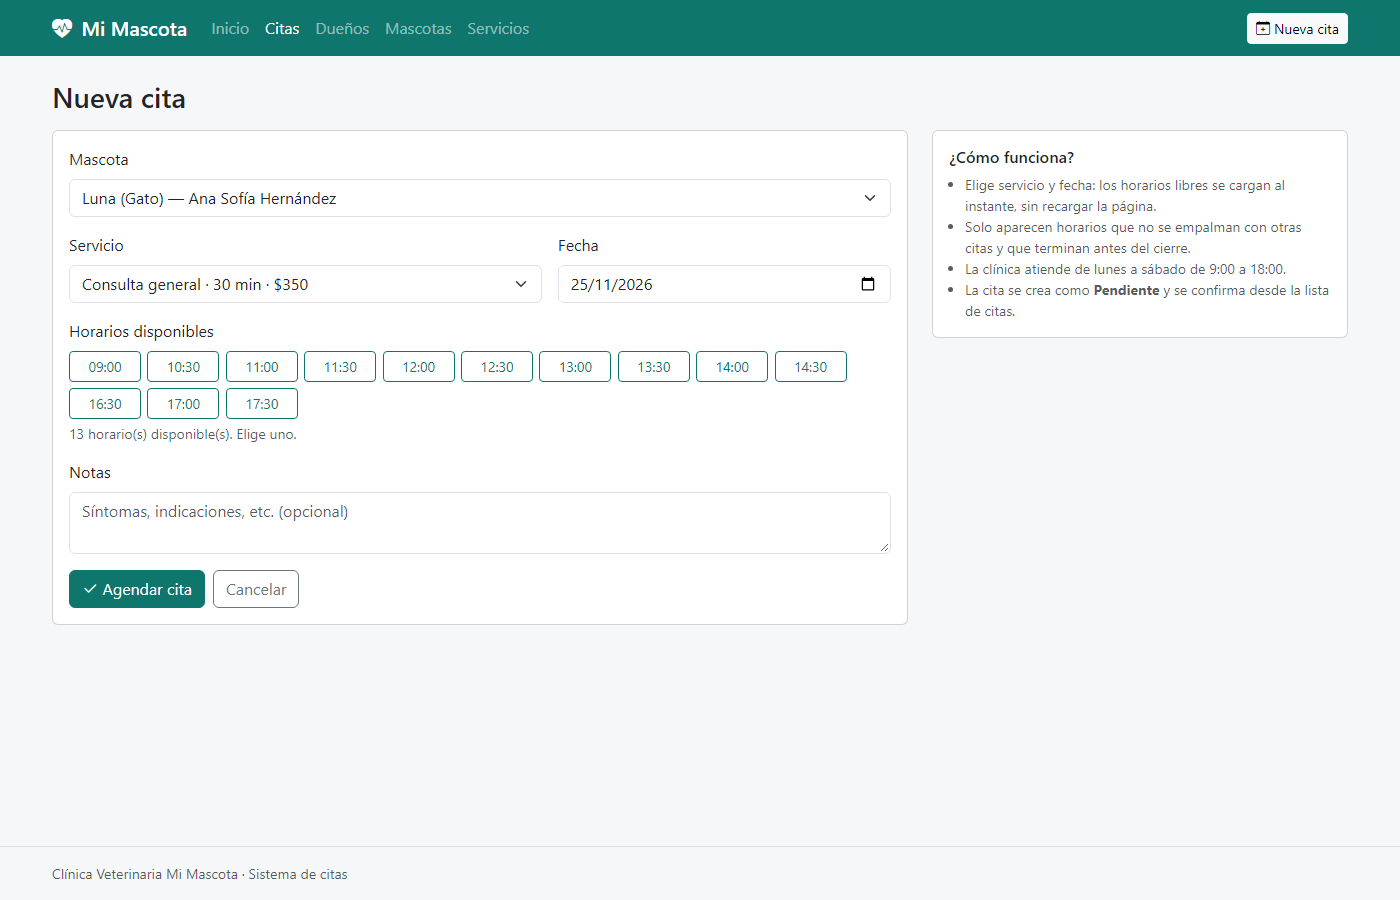 Mi Mascota
Inicio
Citas
Dueños
Mascotas
Servicios
Nueva cita
Nueva cita
Mascota
Luna (Gato) — Ana Sofía Hernández
Servicio
Consulta general · 30 min · $350
Fecha
25/11/2026
Horarios disponibles
09:00
10:30
11:00
11:30
12:00
12:30
13:00
13:30
14:00
14:30
16:30
17:00
17:30
13 horario(s) disponible(s). Elige uno.
Notas
Síntomas, indicaciones, etc. (opcional)
Agendar cita
Cancelar
¿Cómo funciona?
Elige servicio y fecha: los horarios libres se cargan al
instante, sin recargar la página.
Solo aparecen horarios que no se empalman con otras
citas y que terminan antes del cierre.
La clínica atiende de lunes a sábado de 9:00 a 18:00.
La cita se crea como Pendiente y se confirma desde la lista
de citas.
Clínica Veterinaria Mi Mascota · Sistema de citas